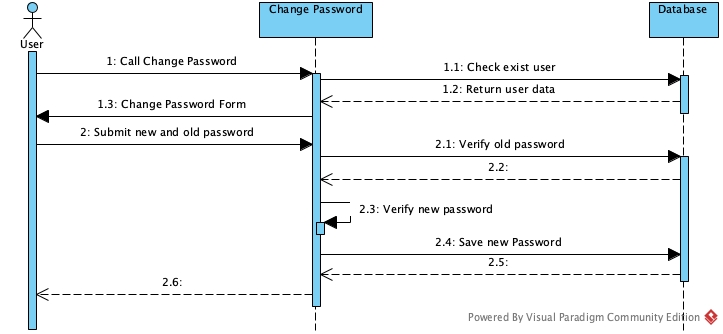 Change Password
Database
User
1: Call Change Password
1.1: Check exist user
1.2: Return user data
1.3: Change Password Form
2: Submit new and old password
2.1: Verify old password
2.2:
2.3: Verify new password
2.4: Save new Password
2.5:
2.6:
Powered By Visual Paradigm Community Edition